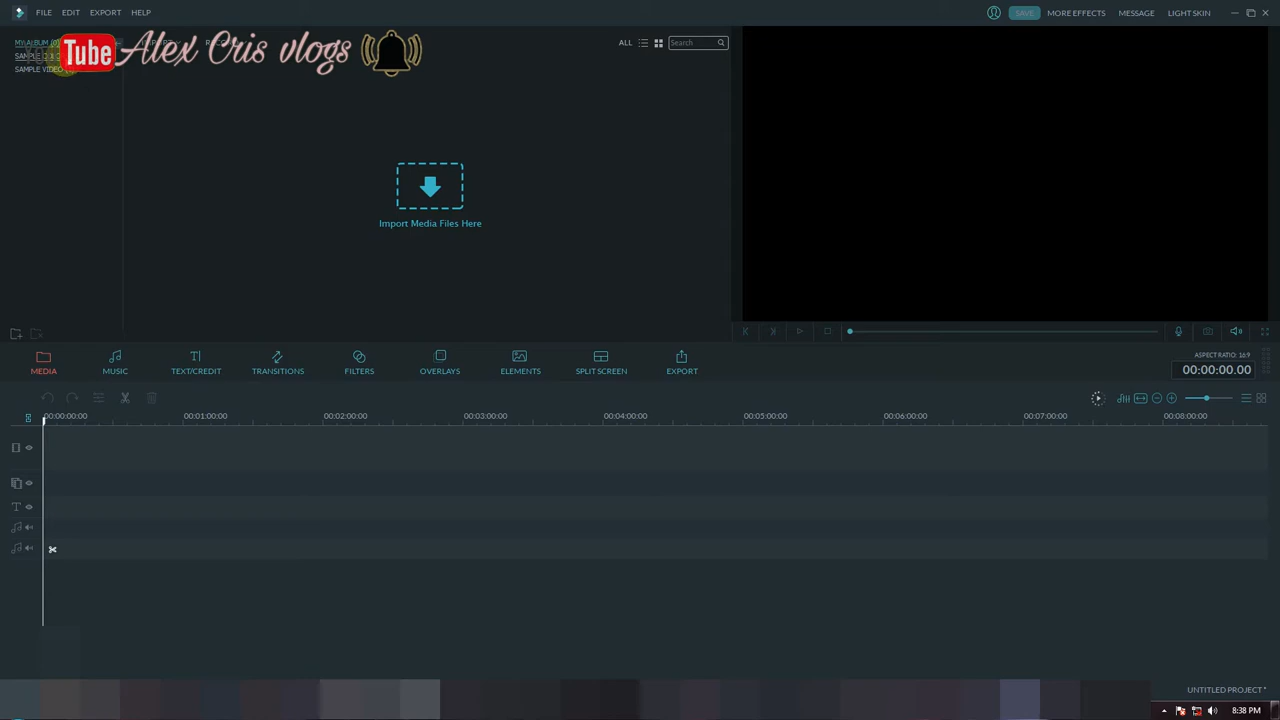 FILE EDIT EXPORT HELP
SAVE MORE EFFECTS MESSAGE LIGHT SKIN
Tube Alex Cris vlogs
ALL Search
SAMPLE VIDEO
Import Media Files Here
MEDIA MUSIC TEXT/CREDIT TRANSITIONS FILTERS OVERLAYS ELEMENTS SPLIT SCREEN EXPORT
ASPECT RATIO: 16:9
00:00:00.00
00:00:00:00 00:01:00:00 00:02:00:00 00:03:00:00 00:04:00:00 00:05:00:00 00:06:00:00 00:07:00:00 00:08:00:00
UNTITLED PROJECT *
8:38 PM